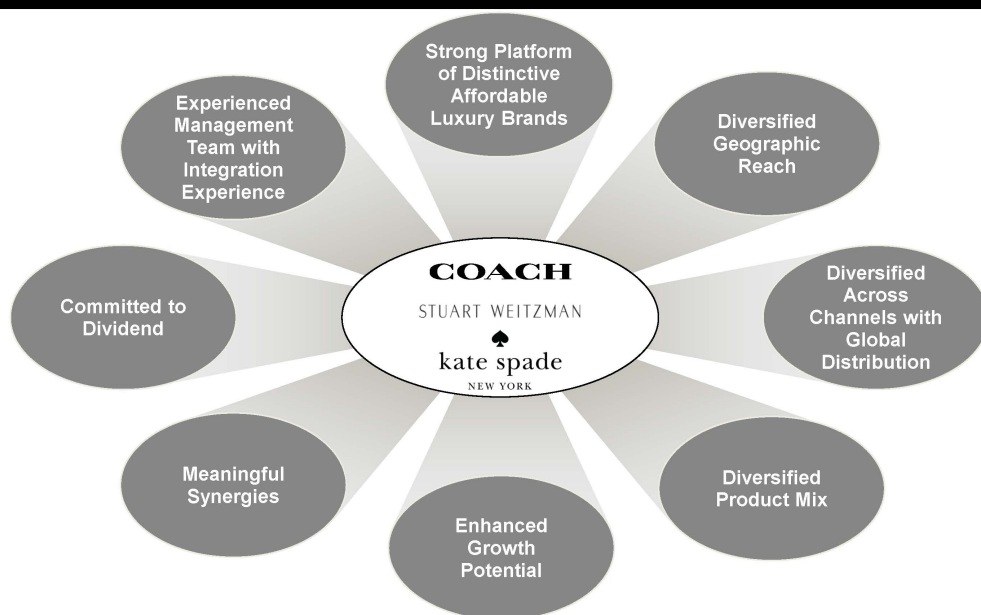 Strong Platform
of Distinctive
Affordable
Luxury Brands
Experienced
Management
Team with
Integration
Experience
Diversified
Geographic
Reach
COACH
STUART WEITZMAN
kate spade
NEW YORK
Committed to
Dividend
Diversified
Across
Channels with
Global
Distribution
Meaningful
Synergies
Diversified
Product Mix
Enhanced
Growth
Potential